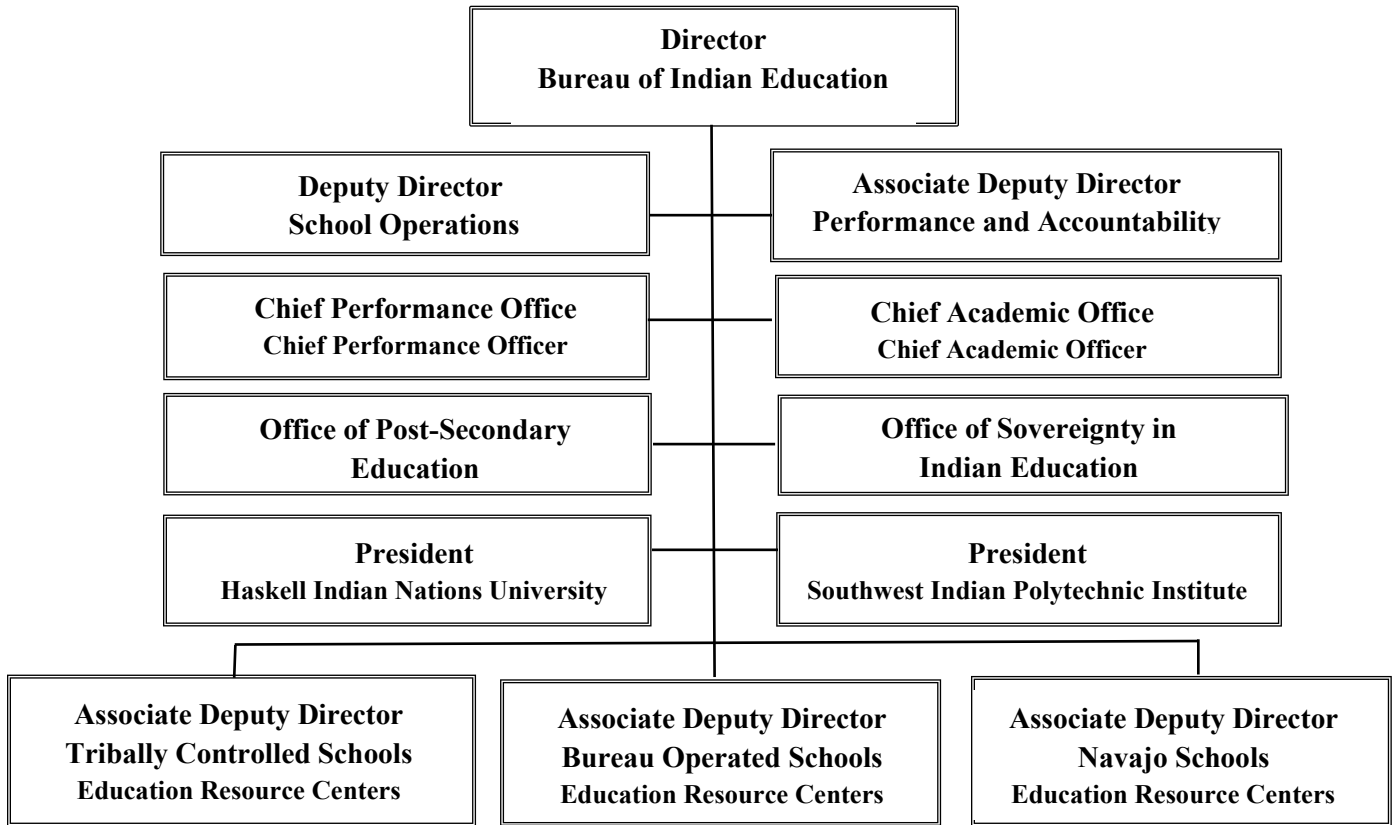 Director
Bureau of Indian Education
Deputy Director
School Operations
Associate Deputy Director
Performance and Accountability
Chief Performance Office
Chief Performance Officer
Chief Academic Office
Chief Academic Officer
Office of Post-Secondary
Education
Office of Sovereignty in
Indian Education
President
Haskell Indian Nations University
President
Southwest Indian Polytechnic Institute
Associate Deputy Director
Tribally Controlled Schools
Education Resource Centers
Associate Deputy Director
Bureau Operated Schools
Education Resource Centers
Associate Deputy Director
Navajo Schools
Education Resource Centers